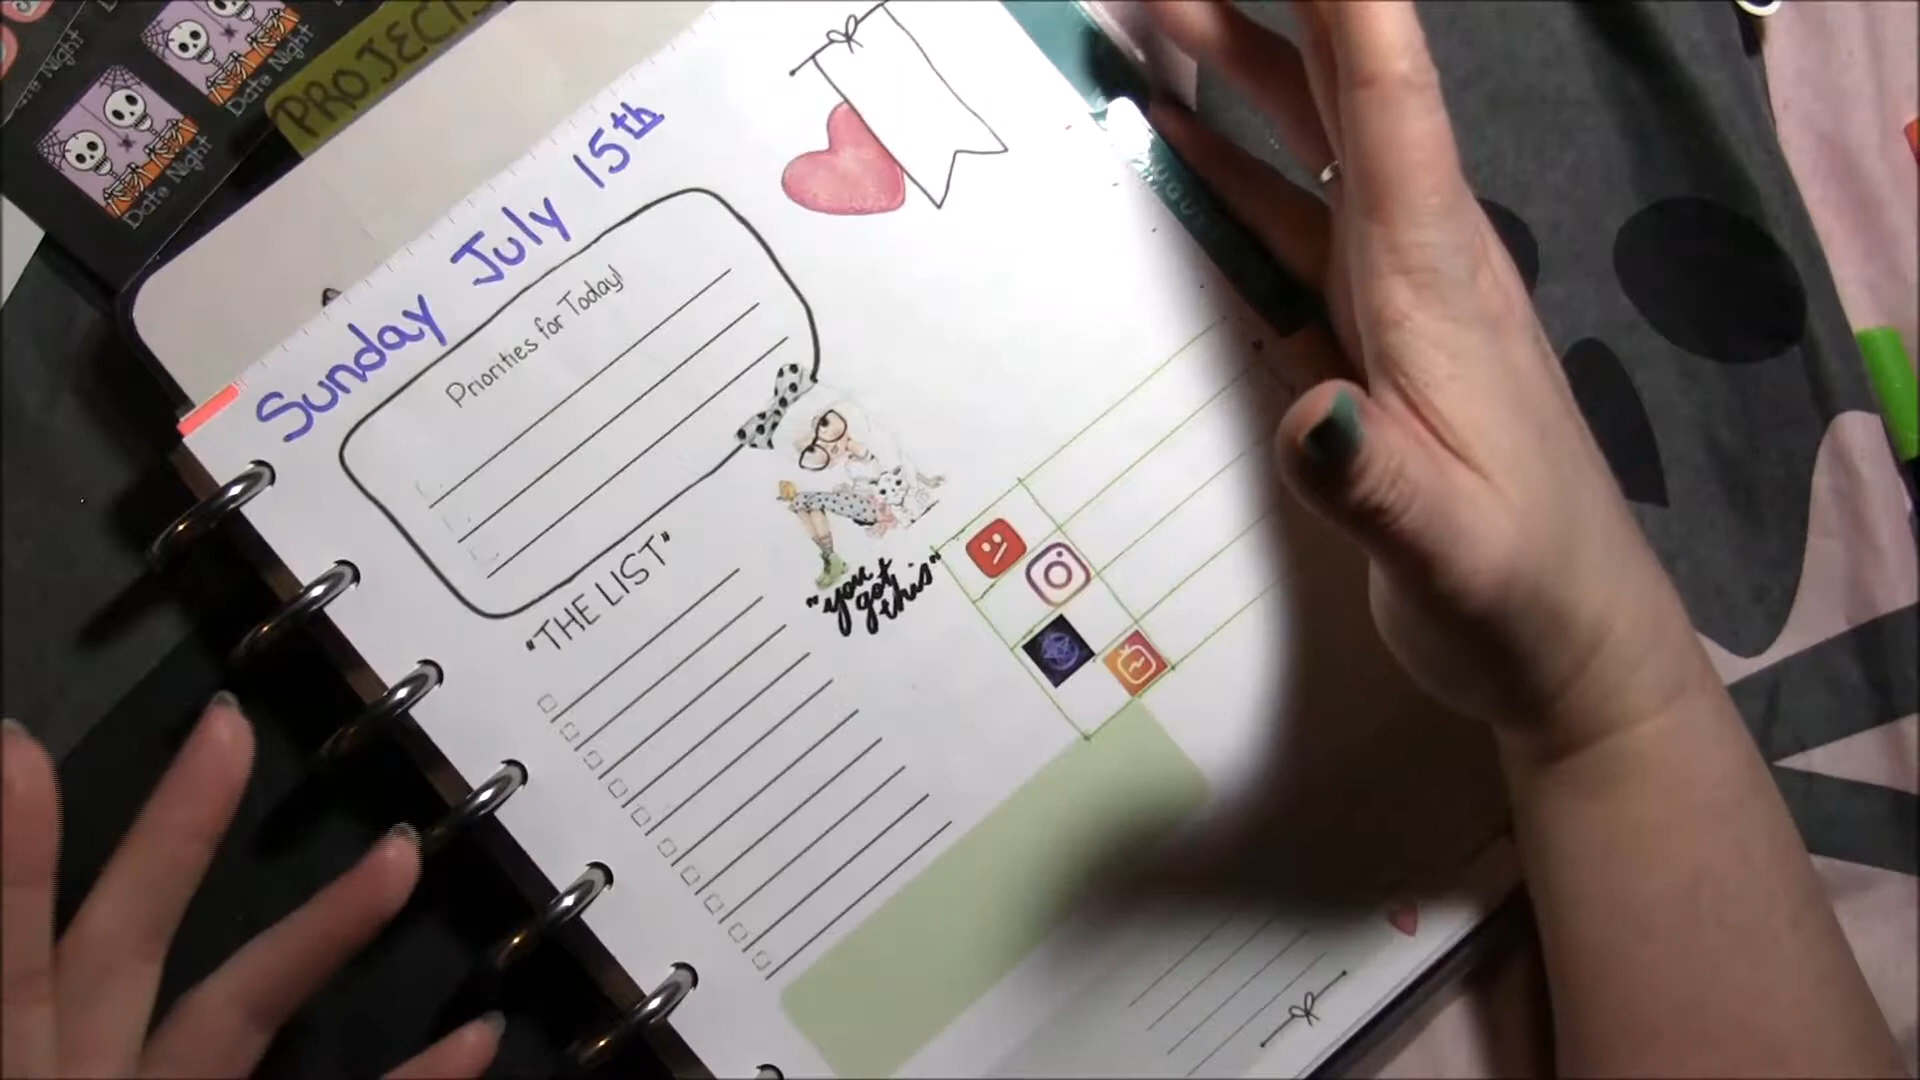 Date Night
Date Night
Date Night
PROJECTS
Sunday July 15th
Priorities for Today!
"THE LIST"
"you
got
this"